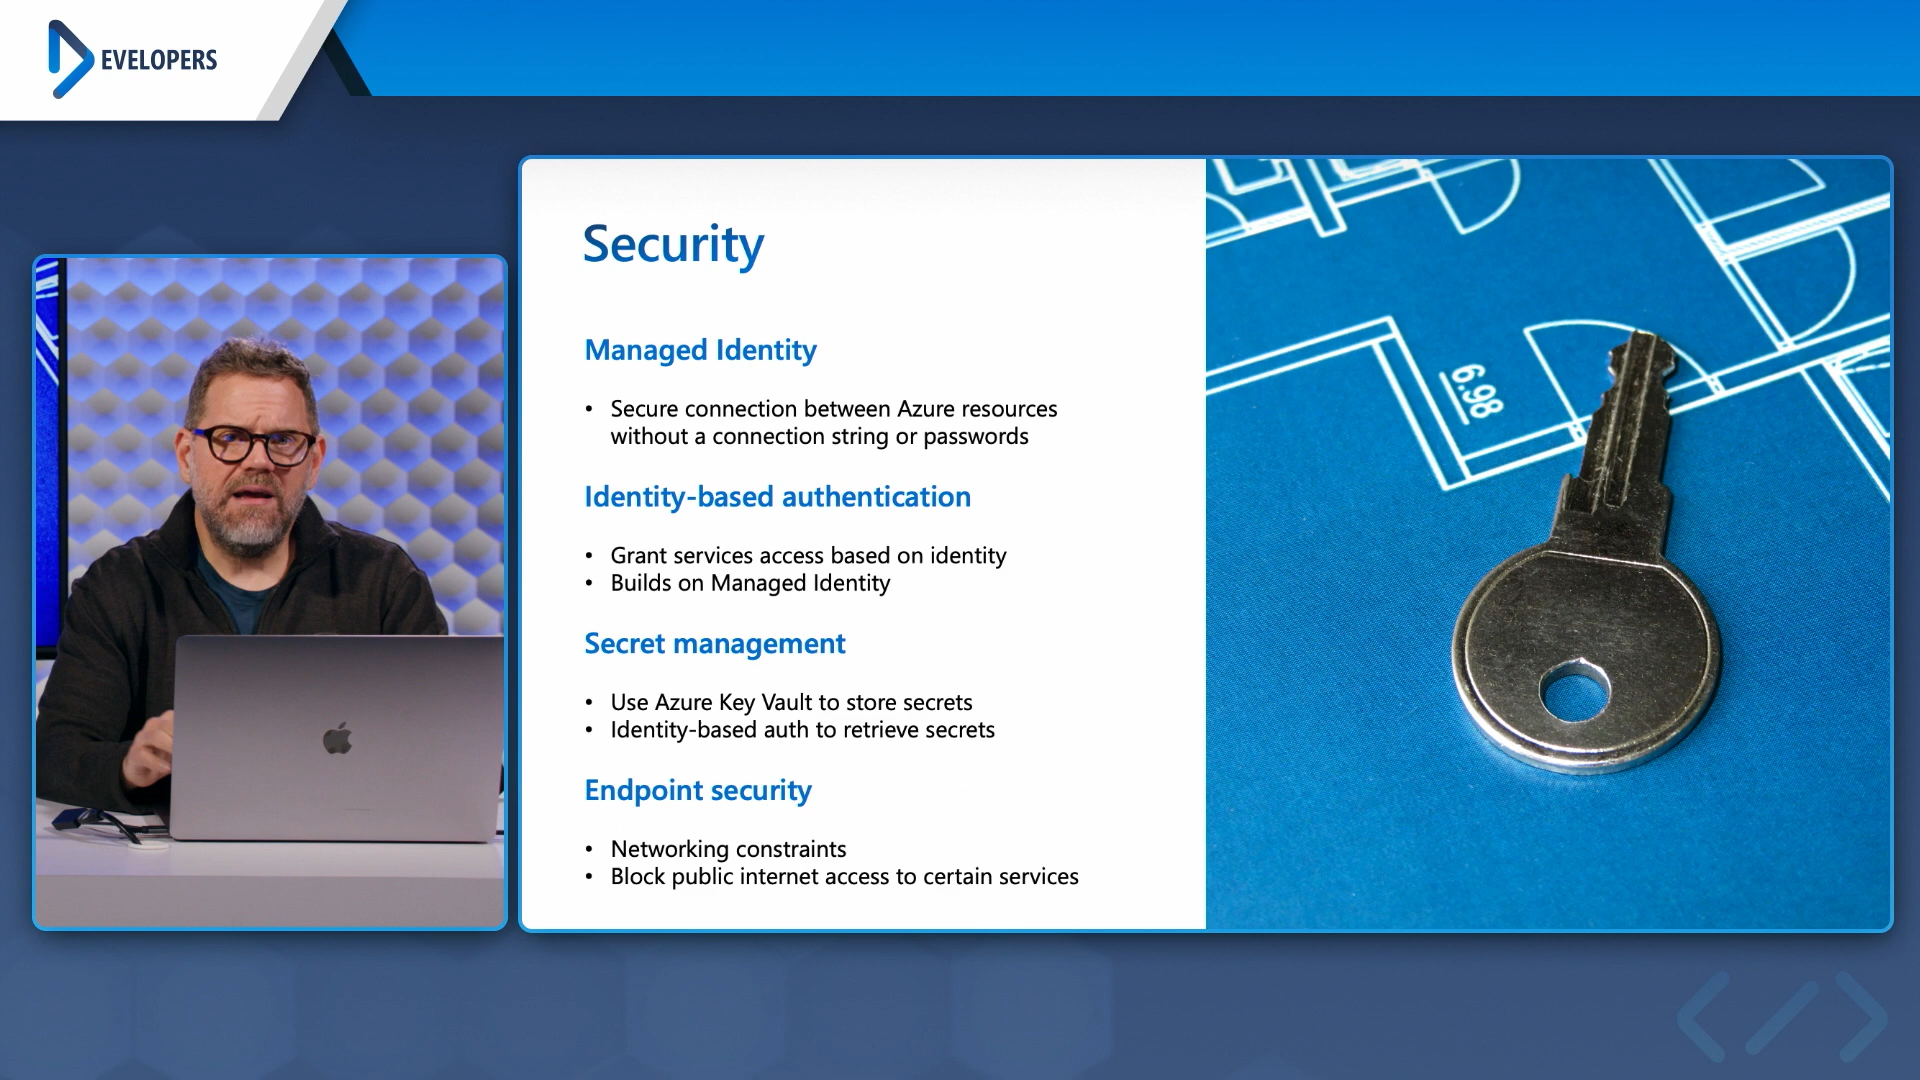 EVELOPERS
Security
Managed Identity
• Secure connection between Azure resources
without a connection string or passwords
Identity-based authentication
• Grant services access based on identity
• Builds on Managed Identity
Secret management
• Use Azure Key Vault to store secrets
• Identity-based auth to retrieve secrets
Endpoint security
• Networking constraints
• Block public internet access to certain services
6.98